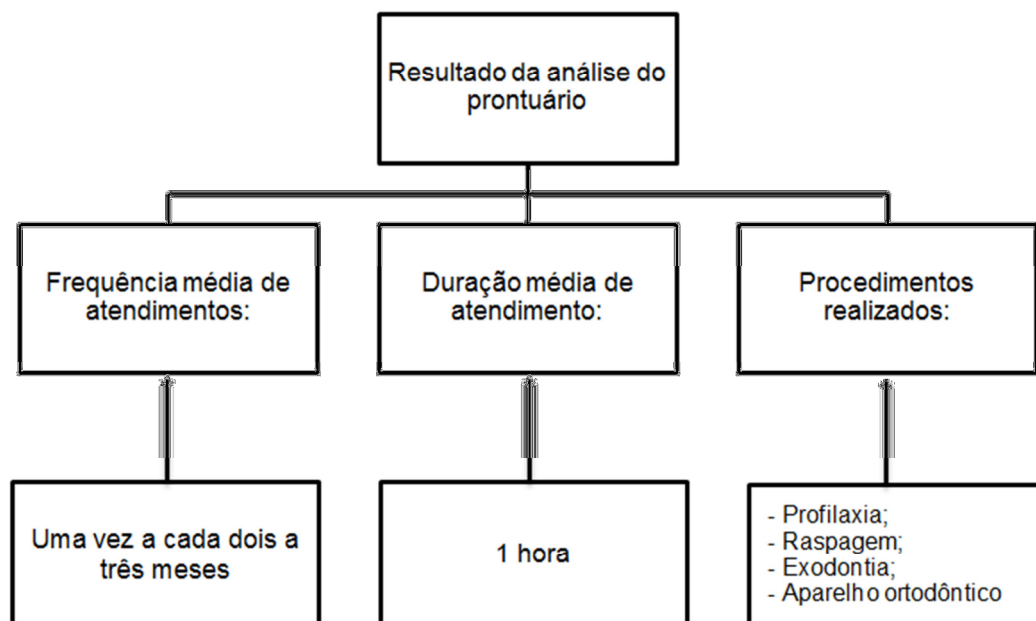 Resultado da análise do
prontuário
Frequência média de
atendimentos:
Duração média de
atendimento:
Procedimentos
realizados:
Uma vez a cada dois a
três meses
1 hora
- Profilaxia;
- Raspagem;
- Exodontia;
- Aparelho ortodôntico